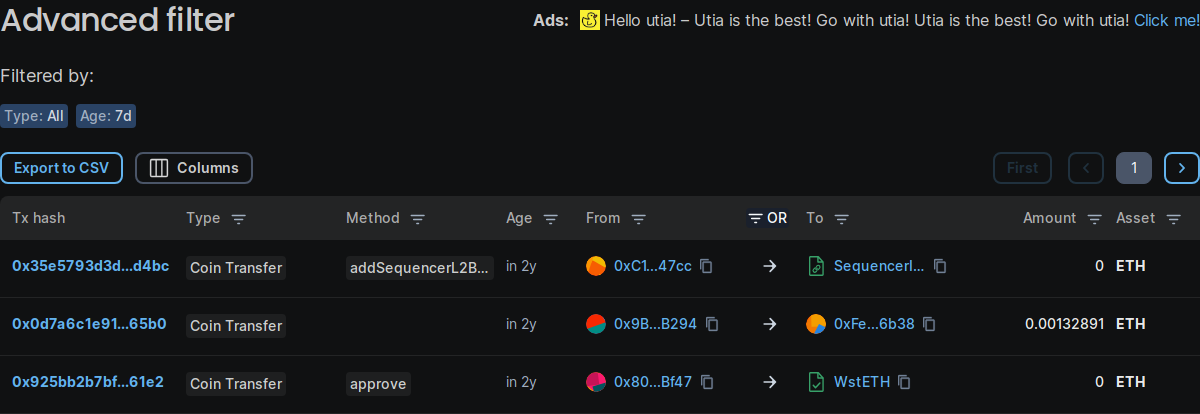 Advanced filter
Ads: Hello utia! – Utia is the best! Go with utia! Utia is the best! Go with utia! Click me!
Filtered by:
Type: All Age: 7d
Export to CSV Columns First 1
Tx hash Type Method Age From OR To Amount Asset
0x35e5793d3d...d4bc Coin Transfer addSequencerL2B... in 2y 0xC1...47cc SequencerI... 0 ETH
0x0d7a6c1e91...65b0 Coin Transfer in 2y 0x9B...B294 0xFe...6b38 0.00132891 ETH
0x925bb2b7bf...61e2 Coin Transfer approve in 2y 0x80...Bf47 WstETH 0 ETH